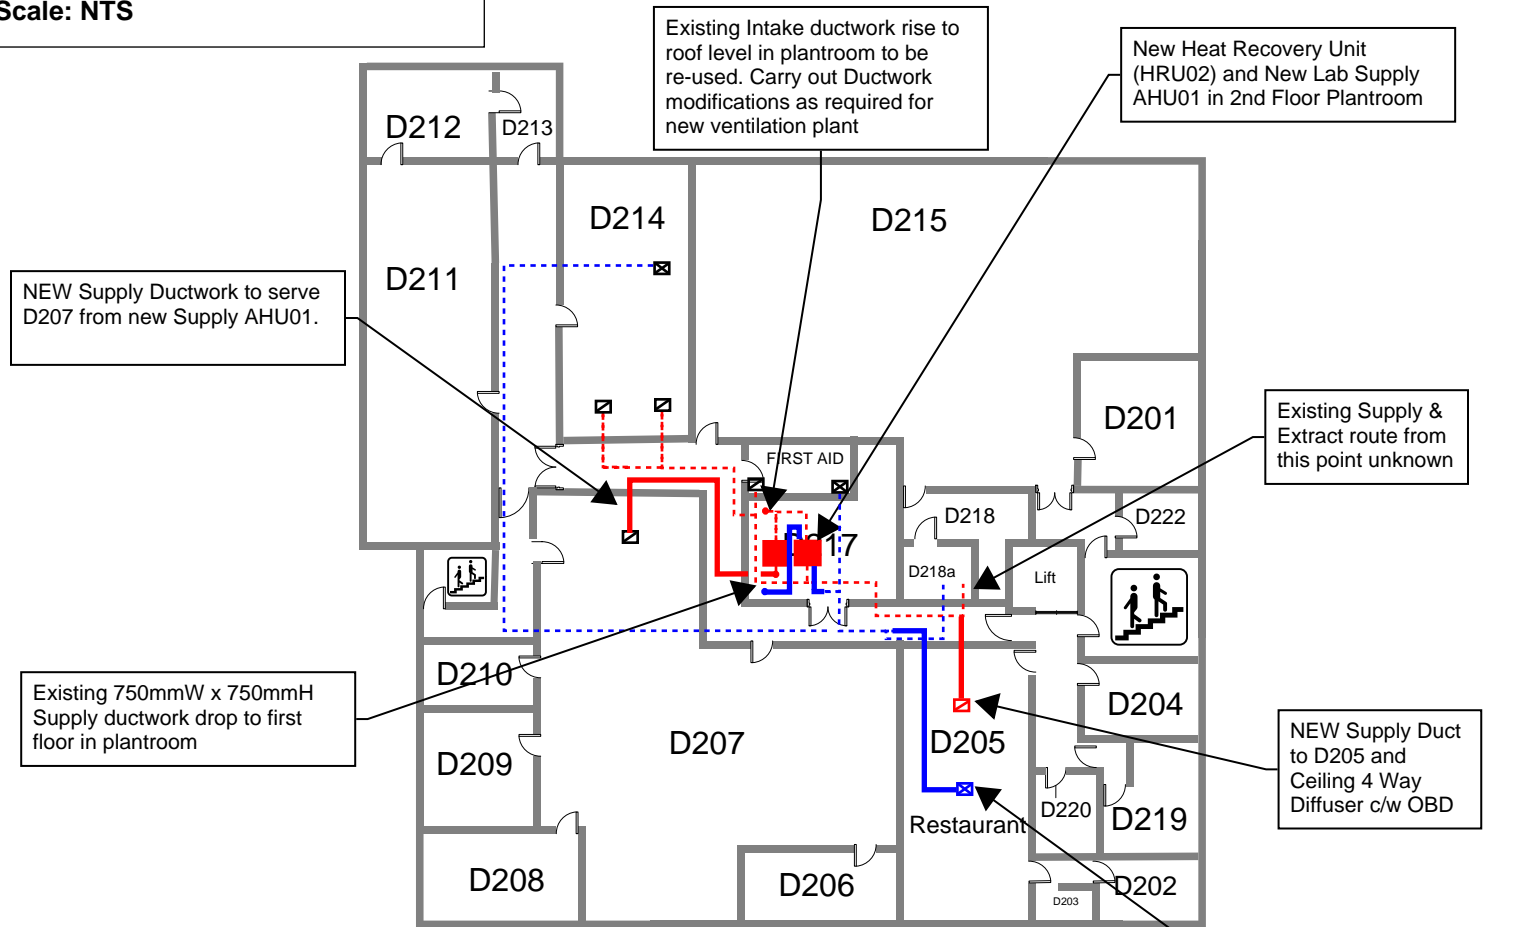 Scale: NTS
Existing Intake ductwork rise to
roof level in plantroom to be
re-used. Carry out Ductwork
modifications as required for
new ventilation plant
New Heat Recovery Unit
(HRU02) and New Lab Supply
AHU01 in 2nd Floor Plantroom
D212
D213
D214
D215
D211
NEW Supply Ductwork to serve
D207 from new Supply AHU01.
D201
Existing Supply &
Extract route from
this point unknown
FIRST AID
D218
D222
17
D218a
Lift
D210
Existing 750mmW x 750mmH
Supply ductwork drop to first
floor in plantroom
D204
D207
D205
NEW Supply Duct
to D205 and
Ceiling 4 Way
Diffuser c/w OBD
D209
D220
D219
Restaurant
D208
D206
D202
D203